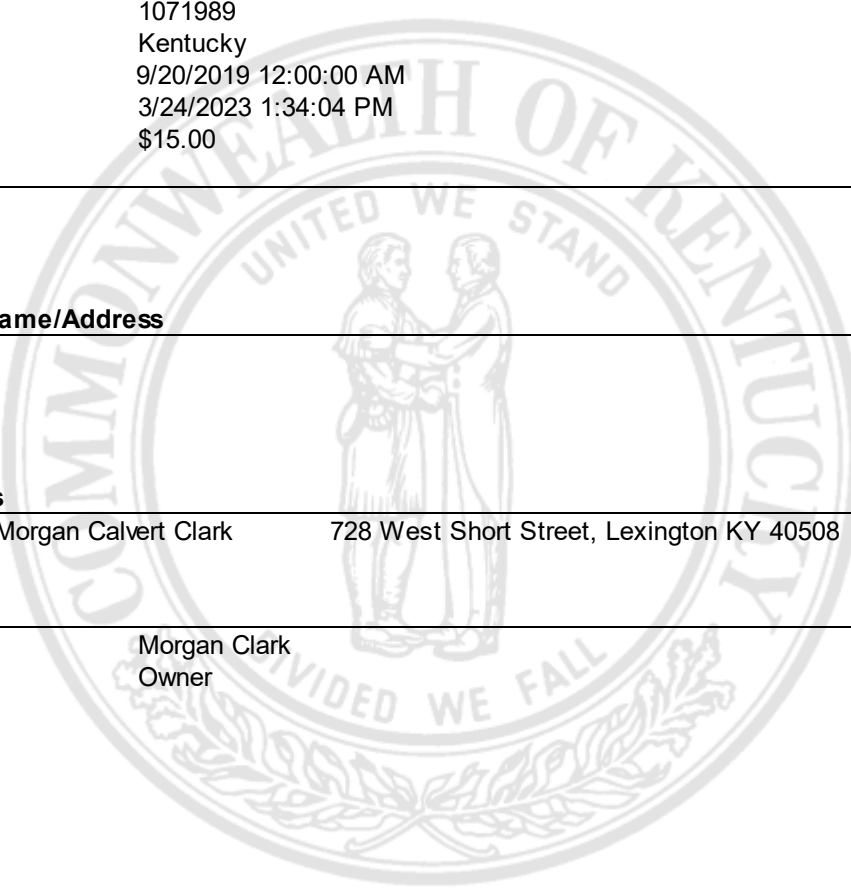 1071989
Kentucky
9/20/2019 12:00:00 AM
3/24/2023 1:34:04 PM
$15.00
COMMONWEALTH OF KENTUCKY
UNITED WE STAND
ame/Address
s
Morgan Calvert Clark 728 West Short Street, Lexington KY 40508
Morgan Clark
Owner
DIVIDED WE FALL